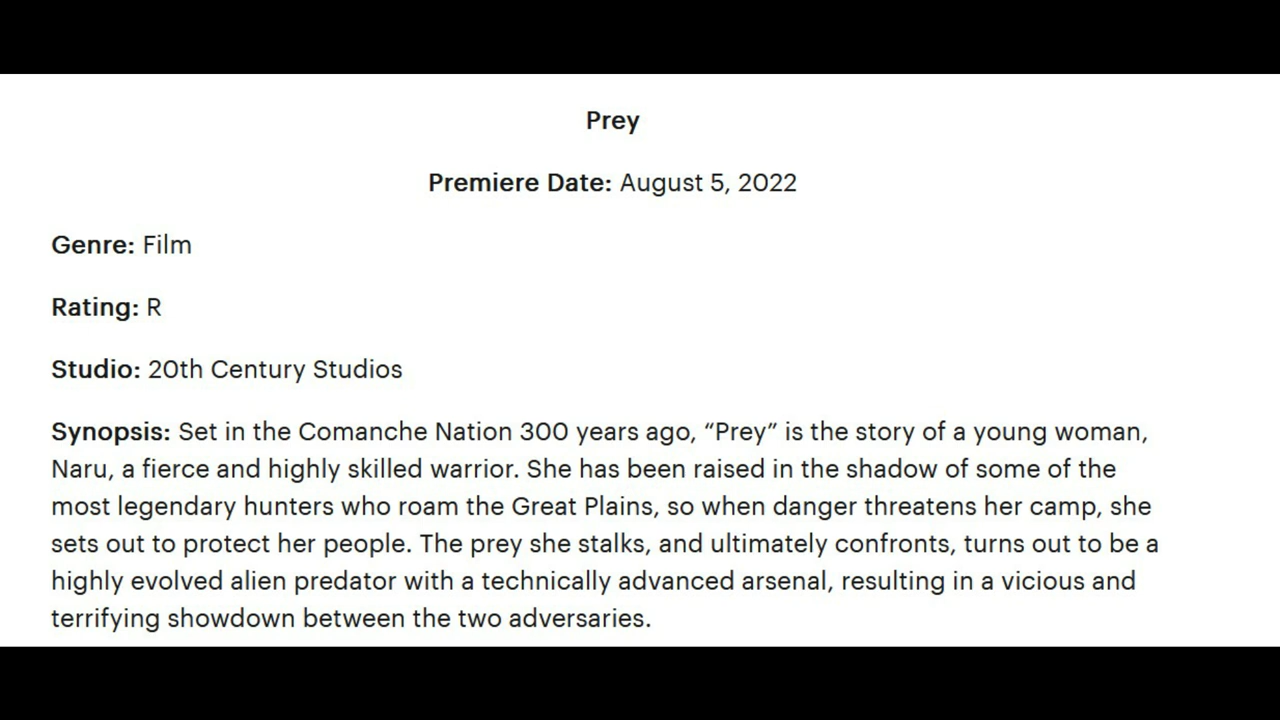 Prey
Premiere Date: August 5, 2022
Genre: Film
Rating: R
Studio: 20th Century Studios
Synopsis: Set in the Comanche Nation 300 years ago, “Prey” is the story of a young woman,
Naru, a fierce and highly skilled warrior. She has been raised in the shadow of some of the
most legendary hunters who roam the Great Plains, so when danger threatens her camp, she
sets out to protect her people. The prey she stalks, and ultimately confronts, turns out to be a
highly evolved alien predator with a technically advanced arsenal, resulting in a vicious and
terrifying showdown between the two adversaries.